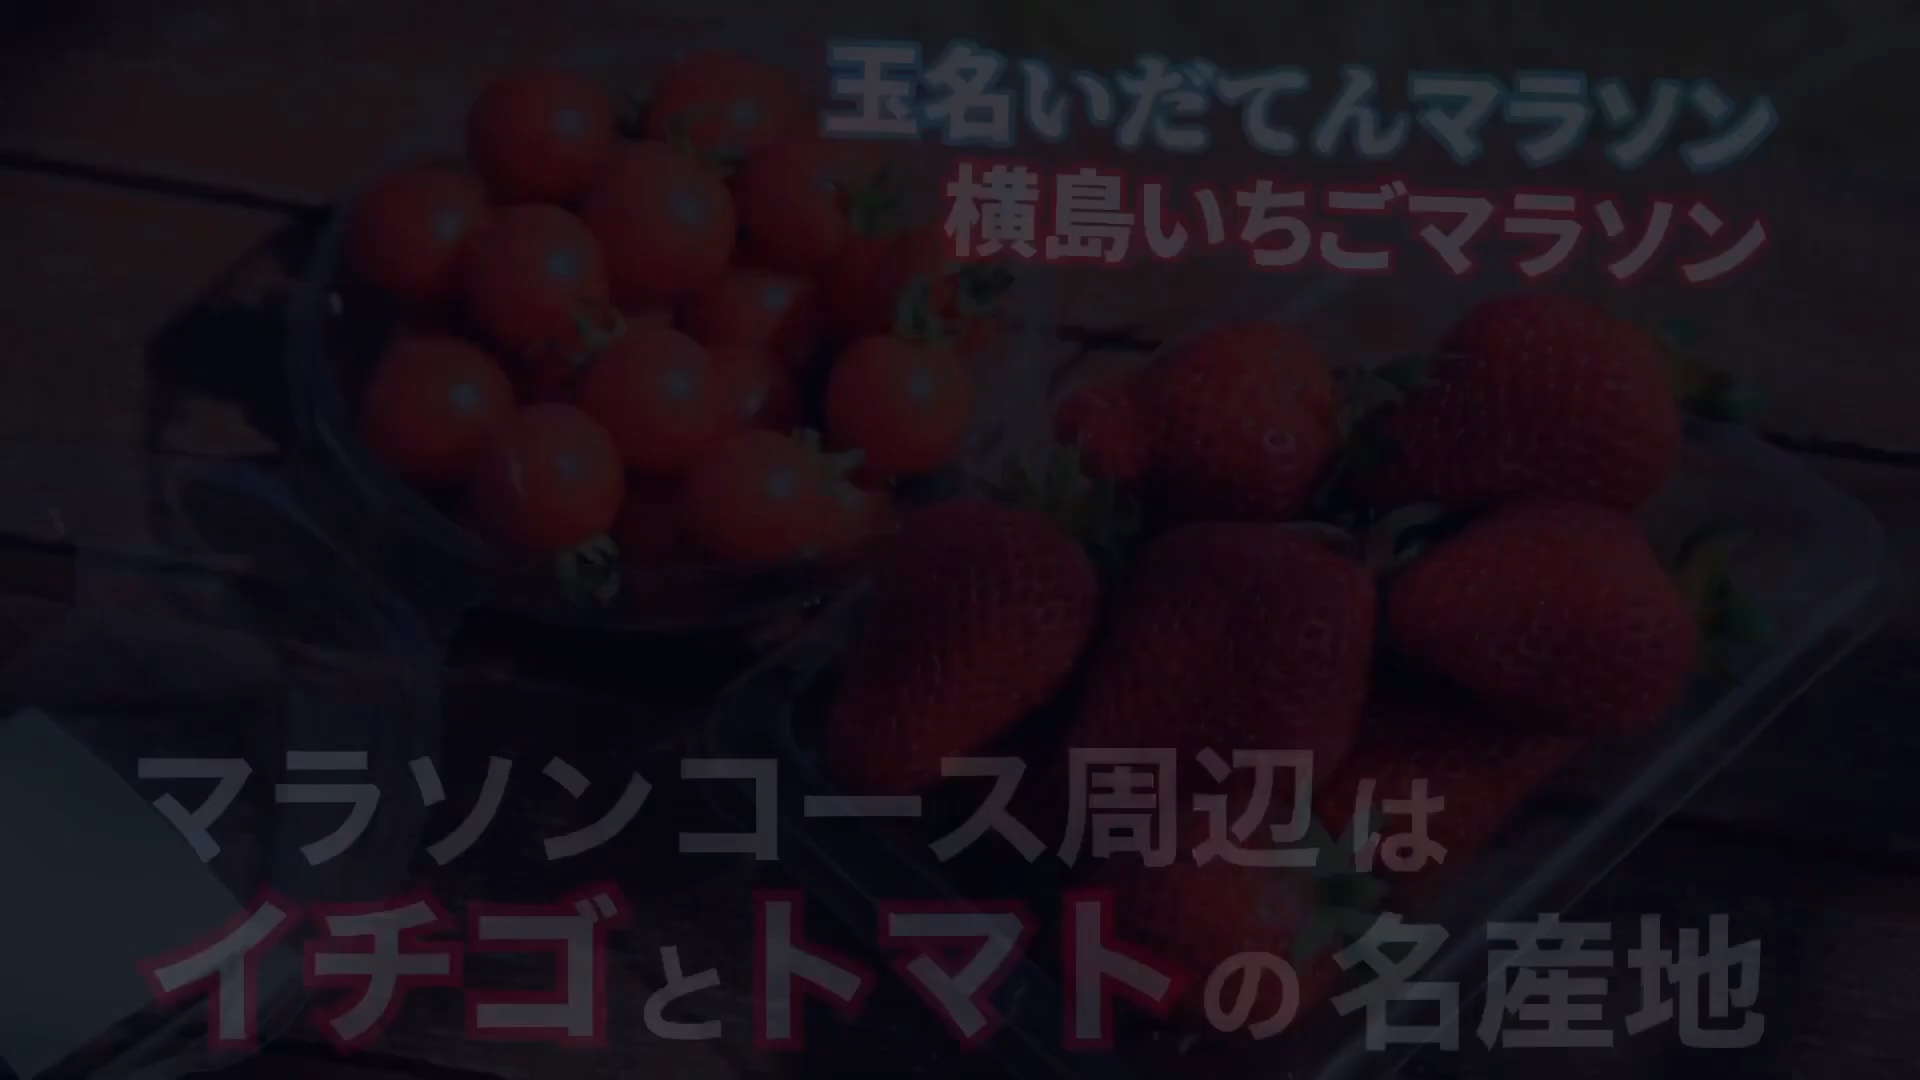 玉名いだてんマラソン
横島いちごマラソン
マラソンコース周辺は
イチゴとトマトの名産地